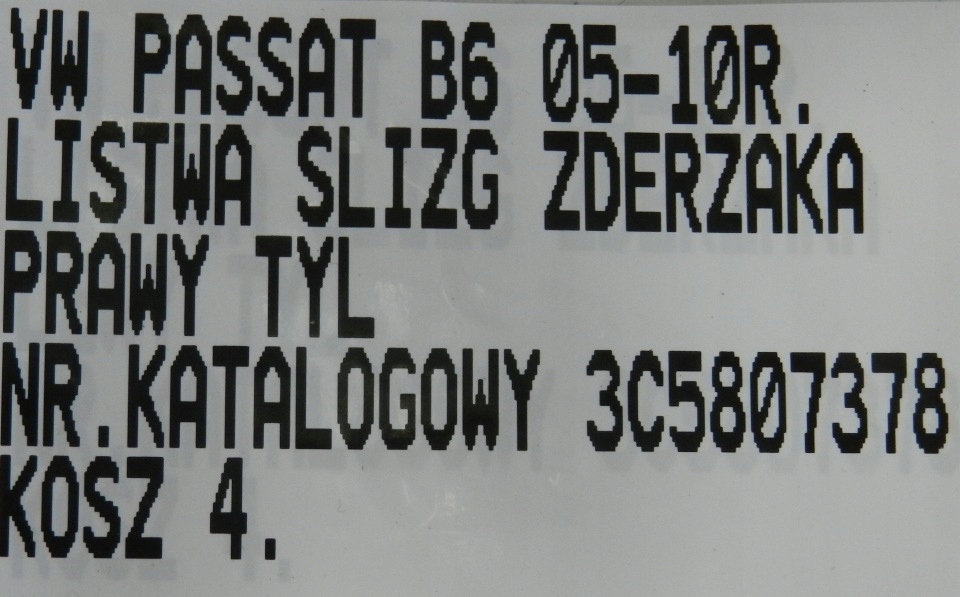 VW PASSAT B6 05-10R.
LISTWA SLIZG ZDERZAKA
PRAWY TYL
NR.KATALOGOWY 3C5807378
KOSZ 4.